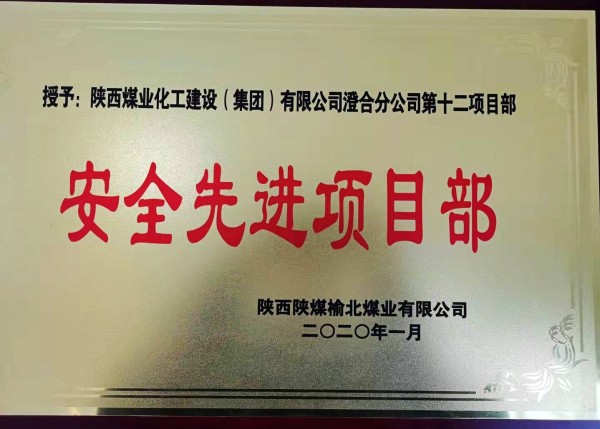 授予：陕西煤业化工建设（集团）有限公司澄合分公司第十二项目部
安全先进项目部
陕西陕煤榆北煤业有限公司
二〇二〇年一月